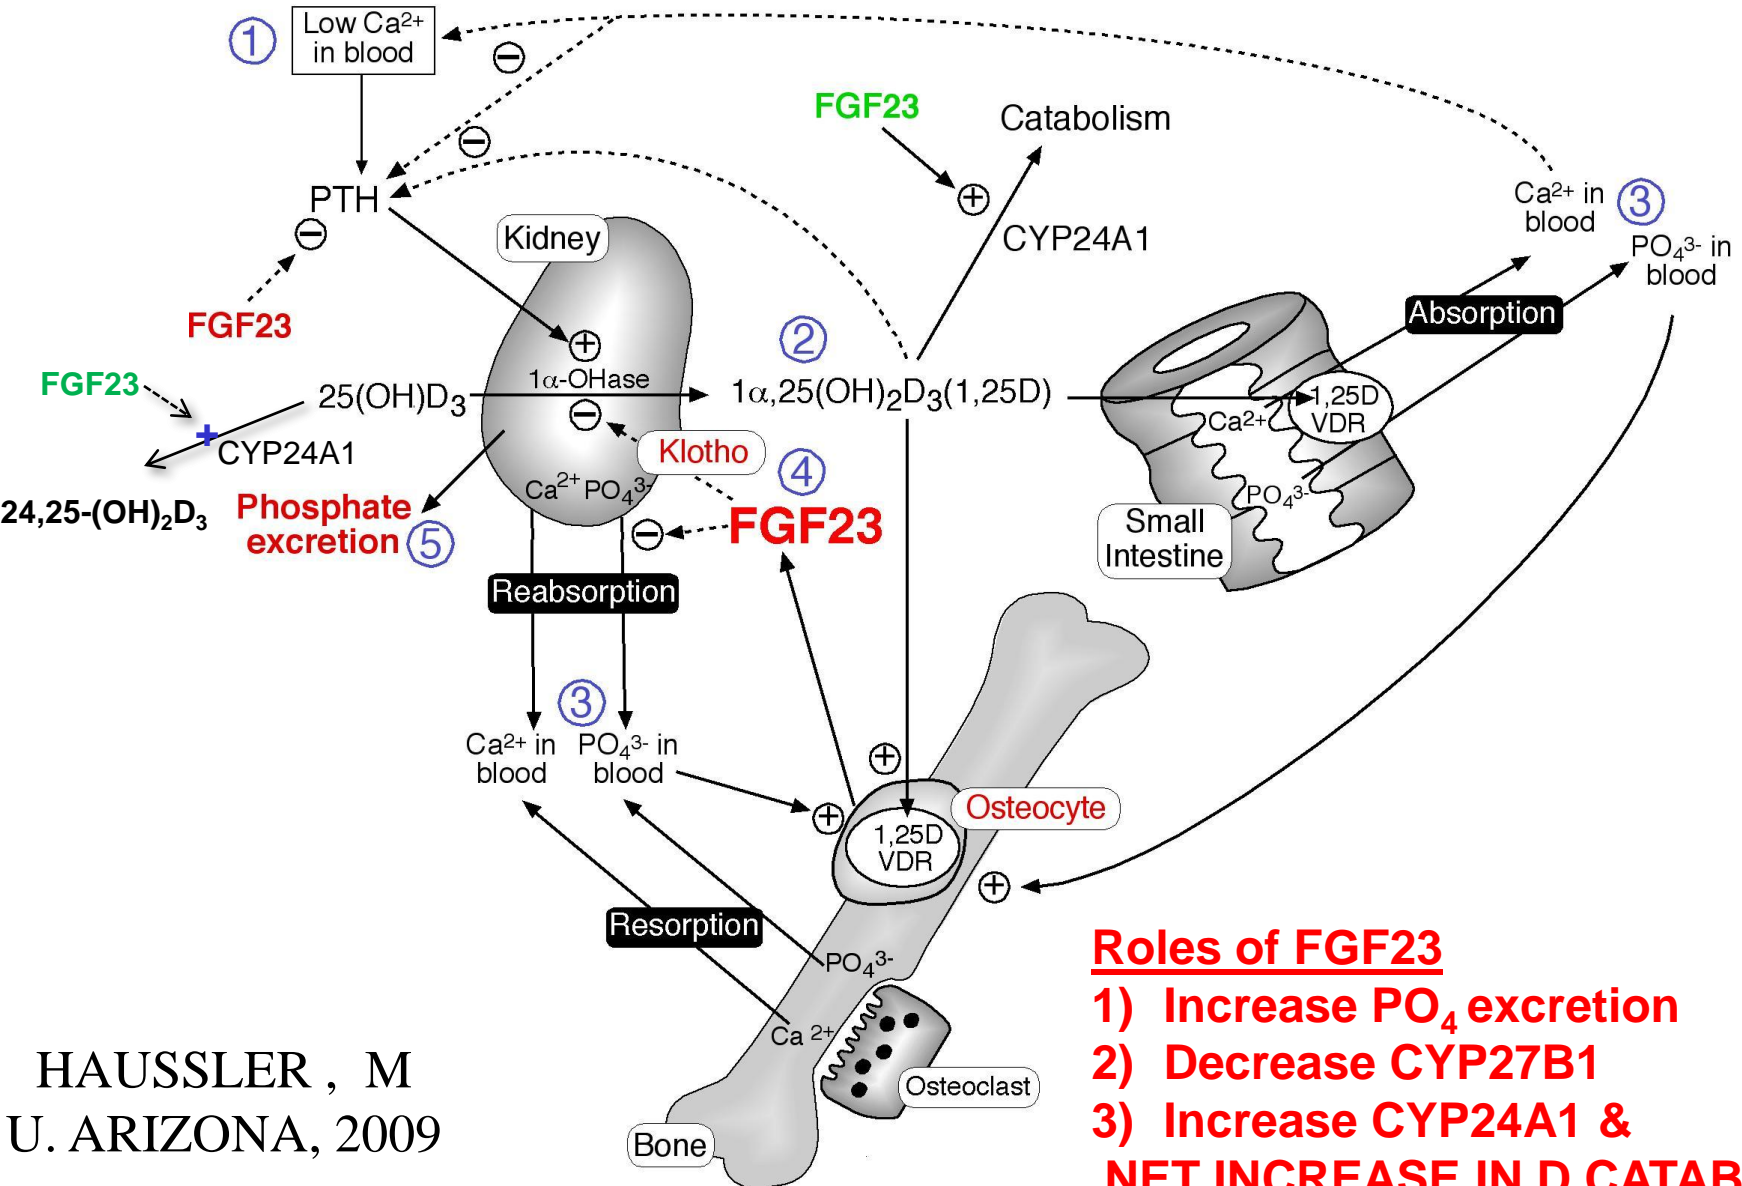 1
Low Ca²⁺
in blood
−
−
FGF23
Catabolism
+
CYP24A1
PTH
−
FGF23
Kidney
Ca²⁺ in
blood
3
PO₄³⁻ in
blood
Absorption
+
1α-OHase
−
2
FGF23
25(OH)D₃
1α,25(OH)₂D₃(1,25D)
1,25D
VDR
Ca²⁺
PO₄³⁻
Small
Intestine
+
CYP24A1
24,25-(OH)₂D₃
Klotho
4
FGF23
−
Ca²⁺ PO₄³⁻
Phosphate
excretion
5
Reabsorption
3
Ca²⁺ in
blood
PO₄³⁻ in
blood
+
+
1,25D
VDR
Osteocyte
+
Resorption
PO₄³⁻
Ca ²⁺
Osteoclast
Bone
HAUSSLER , M
U. ARIZONA, 2009
Roles of FGF23
1) Increase PO₄ excretion
2) Decrease CYP27B1
3) Increase CYP24A1 &
NET INCREASE IN D CATAB